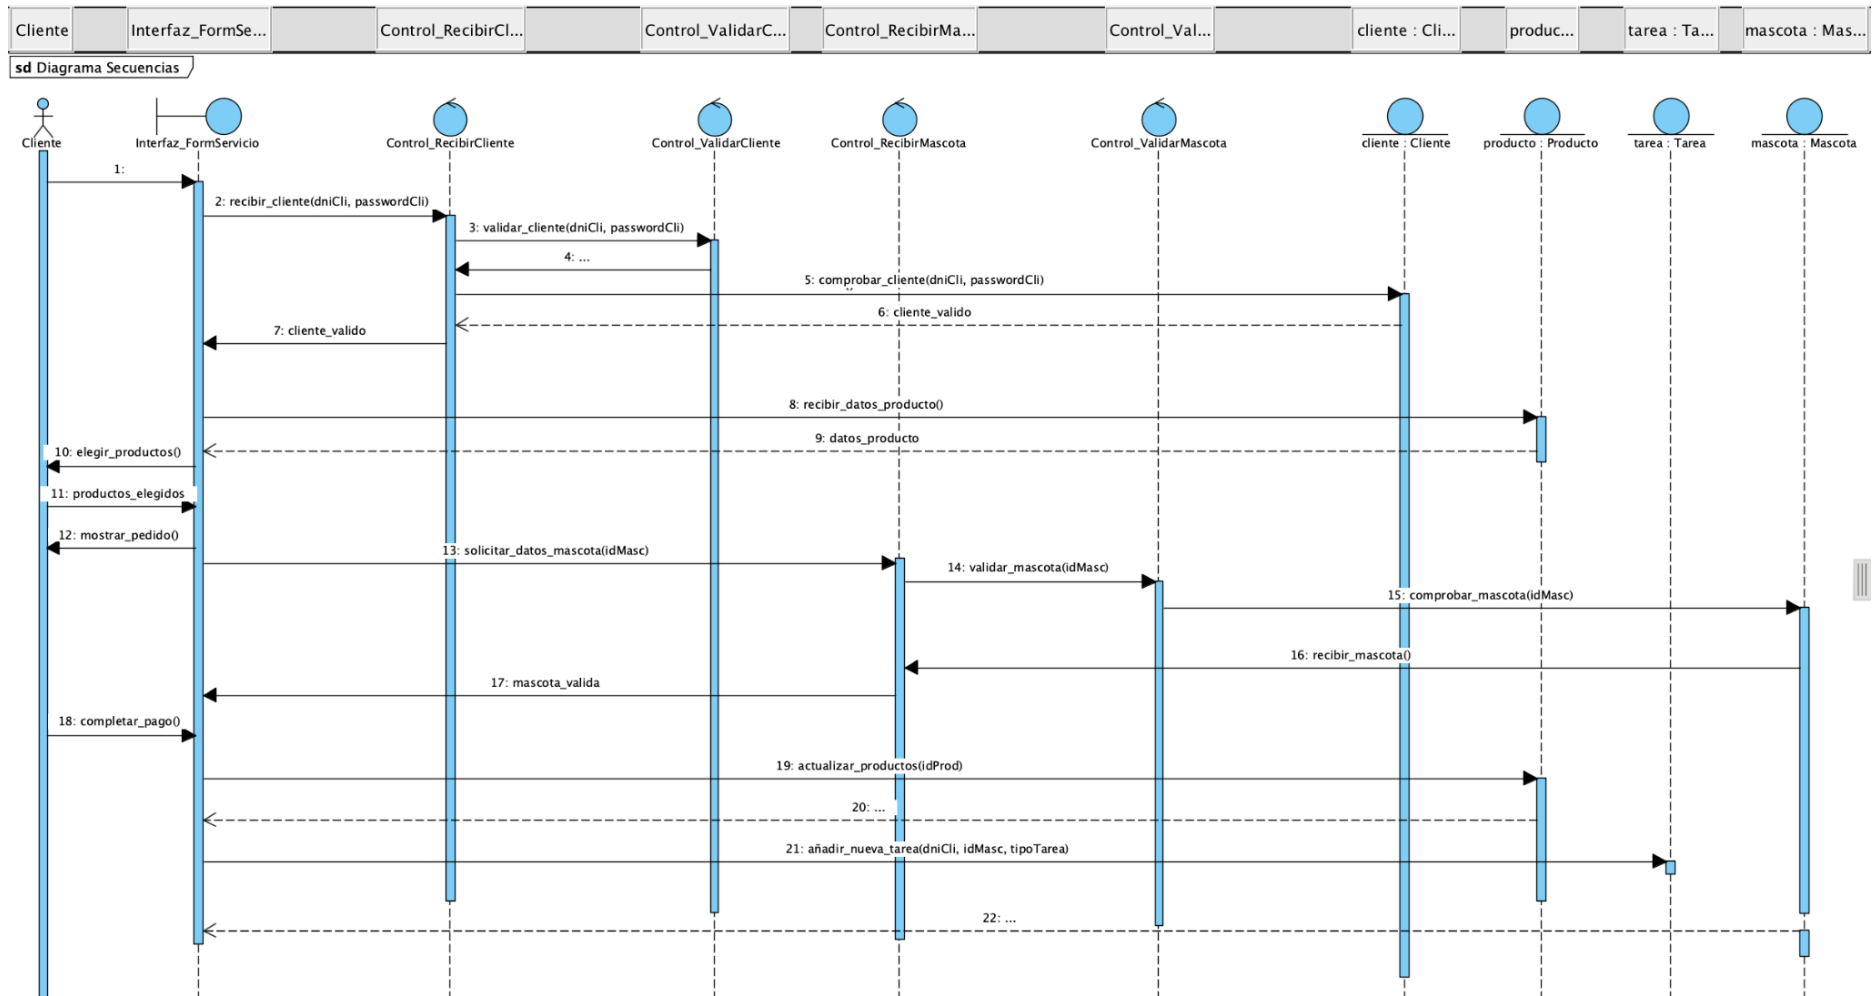 Cliente
Interfaz_FormSe...
Control_RecibirCl...
Control_ValidarC...
Control_RecibirMa...
Control_Val...
cliente : Cli...
produc...
tarea : Ta...
mascota : Mas...
sd Diagrama Secuencias
Cliente
Interfaz_FormServicio
Control_RecibirCliente
Control_ValidarCliente
Control_RecibirMascota
Control_ValidarMascota
cliente : Cliente
producto : Producto
tarea : Tarea
mascota : Mascota
1:
2: recibir_cliente(dniCli, passwordCli)
3: validar_cliente(dniCli, passwordCli)
4: ...
5: comprobar_cliente(dniCli, passwordCli)
6: cliente_valido
7: cliente_valido
8: recibir_datos_producto()
9: datos_producto
10: elegir_productos()
11: productos_elegidos
12: mostrar_pedido()
13: solicitar_datos_mascota(idMasc)
14: validar_mascota(idMasc)
15: comprobar_mascota(idMasc)
16: recibir_mascota()
17: mascota_valida
18: completar_pago()
19: actualizar_productos(idProd)
20: ...
21: añadir_nueva_tarea(dniCli, idMasc, tipoTarea)
22: ...